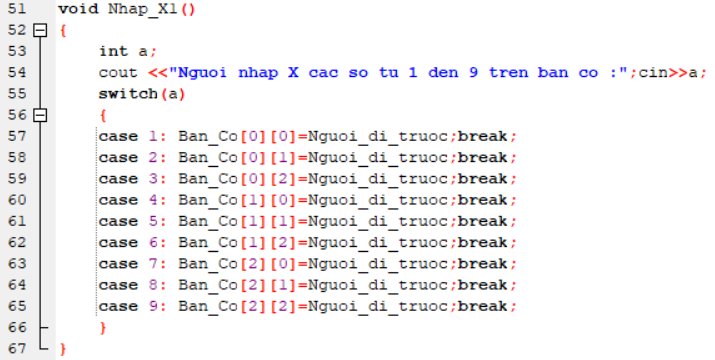 51 void Nhap_X1()
52 {
53 int a;
54 cout <<"Nguoi nhap X cac so tu 1 den 9 tren ban co :";cin>>a;
55 switch(a)
56 {
57 case 1: Ban_Co[0][0]=Nguoi_di_truoc;break;
58 case 2: Ban_Co[0][1]=Nguoi_di_truoc;break;
59 case 3: Ban_Co[0][2]=Nguoi_di_truoc;break;
60 case 4: Ban_Co[1][0]=Nguoi_di_truoc;break;
61 case 5: Ban_Co[1][1]=Nguoi_di_truoc;break;
62 case 6: Ban_Co[1][2]=Nguoi_di_truoc;break;
63 case 7: Ban_Co[2][0]=Nguoi_di_truoc;break;
64 case 8: Ban_Co[2][1]=Nguoi_di_truoc;break;
65 case 9: Ban_Co[2][2]=Nguoi_di_truoc;break;
66 }
67 }